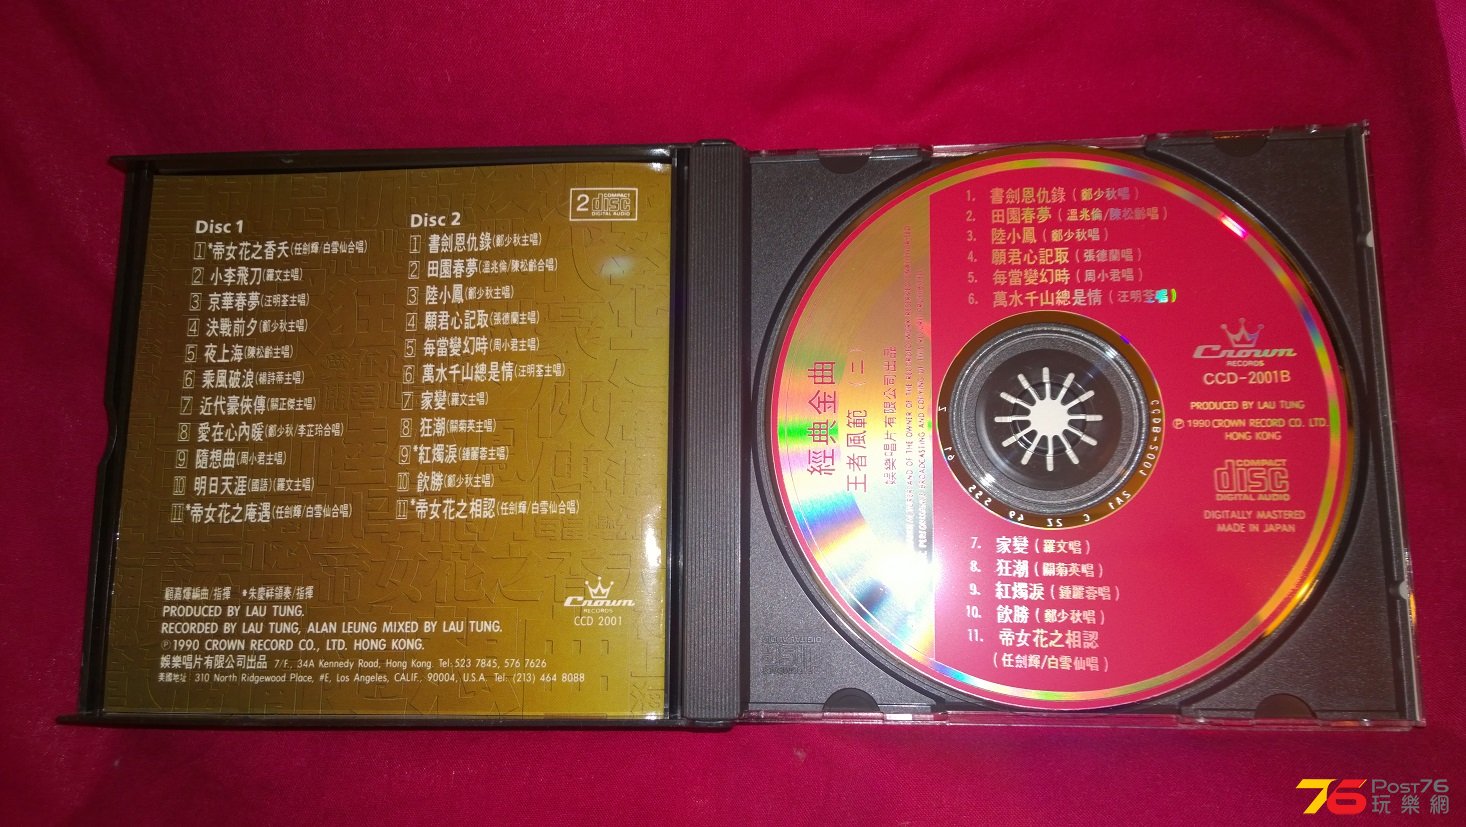 2 COMPACT disc DIGITAL AUDIO
Disc 1
1 *帝女花之香夭(任劍輝/白雪仙合唱)
2 小李飛刀(羅文主唱)
3 京華春夢(汪明荃主唱)
4 決戰前夕(鄭少秋主唱)
5 夜上海(陳松齡主唱)
6 乘風破浪(楊詩蒂主唱)
7 近代豪俠傳(關正傑主唱)
8 愛在心內暖(鄭少秋/李芷玲合唱)
9 隨想曲(周小君主唱)
10 明日天涯(國語)(羅文主唱)
11 *帝女花之庵遇(任劍輝/白雪仙合唱)
Disc 2
1 書劍恩仇錄(鄭少秋主唱)
2 田園春夢(溫兆倫/陳松齡合唱)
3 陸小鳳(鄭少秋主唱)
4 願君心記取(張德蘭主唱)
5 每當變幻時(周小君主唱)
6 萬水千山總是情(汪明荃主唱)
7 家變(羅文主唱)
8 狂潮(關菊英主唱)
9 *紅燭淚(鍾麗蓉主唱)
10 飲勝(鄭少秋主唱)
11 *帝女花之相認(任劍輝/白雪仙合唱)
顧嘉煇編曲/指揮 *朱慶祥領奏/指揮
PRODUCED BY LAU TUNG.
RECORDED BY LAU TUNG, ALAN LEUNG MIXED BY LAU TUNG.
℗1990 CROWN RECORD CO., LTD. HONG KONG.
娛樂唱片有限公司出品 7/F., 34A Kennedy Road, Hong Kong. Tel: 523 7845, 576 7626
美國地址: 310 North Ridgewood Place, #E, Los Angeles, CALIF. 90004, U.S.A. Tel: (213) 464 8088
Crown
RECORDS
CCD 2001
1. 書劍恩仇錄(鄭少秋唱)
2. 田園春夢(溫兆倫/陳松齡唱)
3. 陸小鳳(鄭少秋唱)
4. 願君心記取(張德蘭唱)
5. 每當變幻時(周小君唱)
6. 萬水千山總是情(汪明荃唱)
經典金曲
王者風範(二)
娛樂唱片有限公司出品
Crown
RECORDS
CCD-2001B
PRODUCED BY LAU TUNG
℗ 1990 CROWN RECORD CO., LTD.
HONG KONG
COMPACT
disc
DIGITAL AUDIO
DIGITALLY MASTERED
MADE IN JAPAN
7. 家變(羅文唱)
8. 狂潮(關菊英唱)
9. 紅燭淚(鍾麗蓉唱)
10. 飲勝(鄭少秋唱)
11. 帝女花之相認
(任劍輝/白雪仙唱)
76 POST76
玩樂網